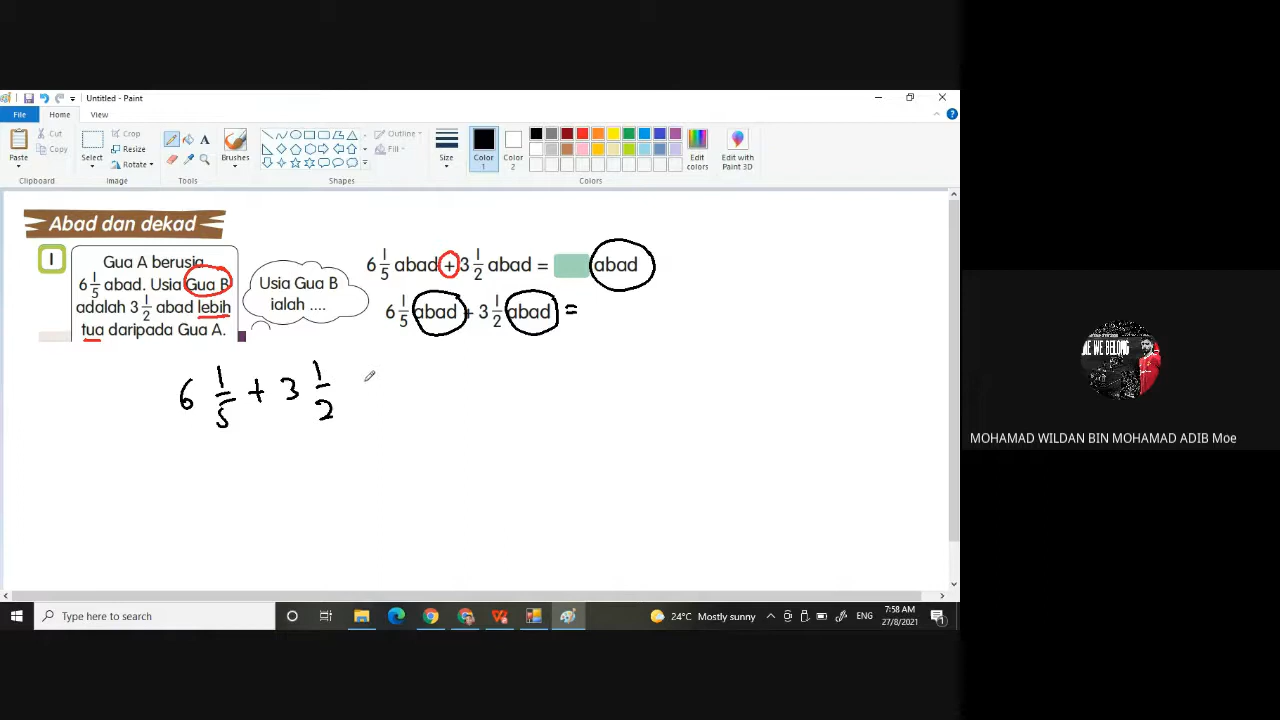 Untitled - Paint
File Home View
Paste Cut Copy Select Crop Resize Rotate Brushes Outline Fill Size Color 1 Color 2 Edit colors Edit with Paint 3D
Clipboard Image Tools Shapes Colors
Abad dan dekad
1
Gua A berusia
6 1/5 abad. Usia Gua B
adalah 3 1/2 abad lebih
tua daripada Gua A.
Usia Gua B
ialah ....
6 1/5 abad + 3 1/2 abad = abad
6 1/5 abad + 3 1/2 abad =
6 1/5 + 3 1/2
WE BELONG
MOHAMAD WILDAN BIN MOHAMAD ADIB Moe
Type here to search
24°C Mostly sunny ENG 7:58 AM
27/8/2021
1